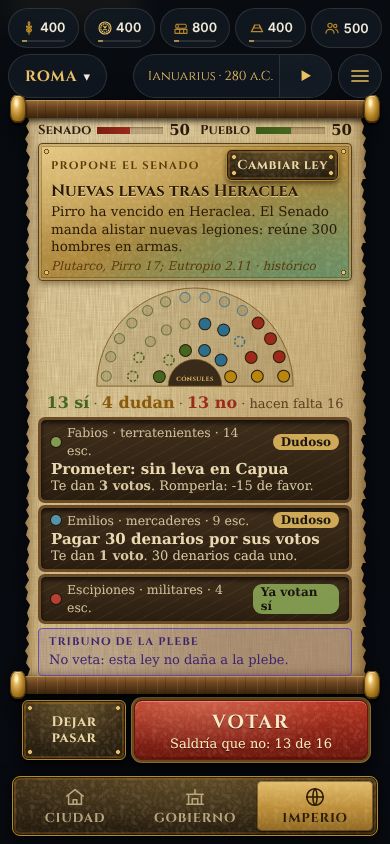 400 400 800 400 500
ROMA ▾ Ianuarius · 280 a.C.
Senado 50 Pueblo 50
Propone el Senado Cambiar ley
Nuevas levas tras Heraclea
Pirro ha vencido en Heraclea. El Senado
manda alistar nuevas legiones: reúne 300
hombres en armas.
Plutarco, Pirro 17; Eutropio 2.11 · histórico
CÓNSULES
13 sí · 4 dudan · 13 no · hacen falta 16
Fabios · terratenientes · 14
esc.
Dudoso
Prometer: sin leva en Capua
Te dan 3 votos. Romperla: -15 de favor.
Emilios · mercaderes · 9 esc. Dudoso
Pagar 30 denarios por sus votos
Te dan 1 voto. 30 denarios cada uno.
Escipiones · militares · 4
esc.
Ya votan
sí
Tribuno de la plebe
No veta: esta ley no daña a la plebe.
Dejar
pasar
VOTAR
Saldría que no: 13 de 16
CIUDAD GOBIERNO IMPERIO